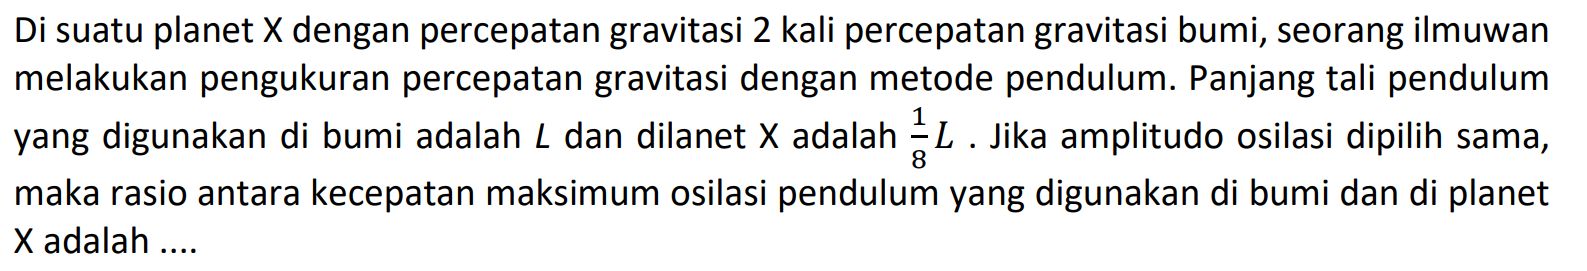 Di suatu planet X dengan percepatan gravitasi 2 kali percepatan gravitasi bumi, seorang ilmuwan
melakukan pengukuran percepatan gravitasi dengan metode pendulum. Panjang tali pendulum
yang digunakan di bumi adalah L dan dilanet X adalah \frac{1}{8}L . Jika amplitudo osilasi dipilih sama,
maka rasio antara kecepatan maksimum osilasi pendulum yang digunakan di bumi dan di planet
X adalah ....